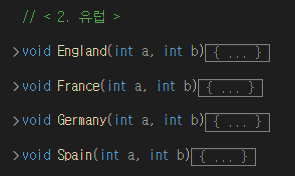 // < 2. 유럽 >
void England(int a, int b){ ... }
void France(int a, int b){ ... }
void Germany(int a, int b){ ... }
void Spain(int a, int b){ ... }